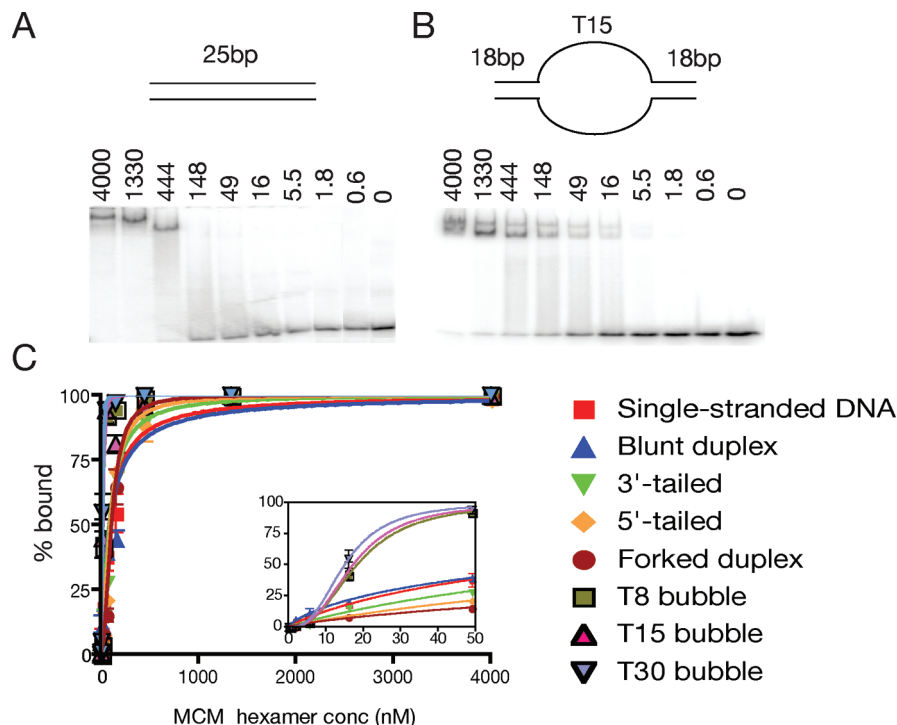 A
25bp
4000 1330 444 148 49 16 5.5 1.8 0.6 0
B
T15
18bp 18bp
4000 1330 444 148 49 16 5.5 1.8 0.6 0
C
% bound
100
75
50
25
0
0 1000 2000 3000 4000
MCM hexamer conc (nM)
100
75
50
25
0
0 10 20 30 40 50
Single-stranded DNA
Blunt duplex
3'-tailed
5'-tailed
Forked duplex
T8 bubble
T15 bubble
T30 bubble